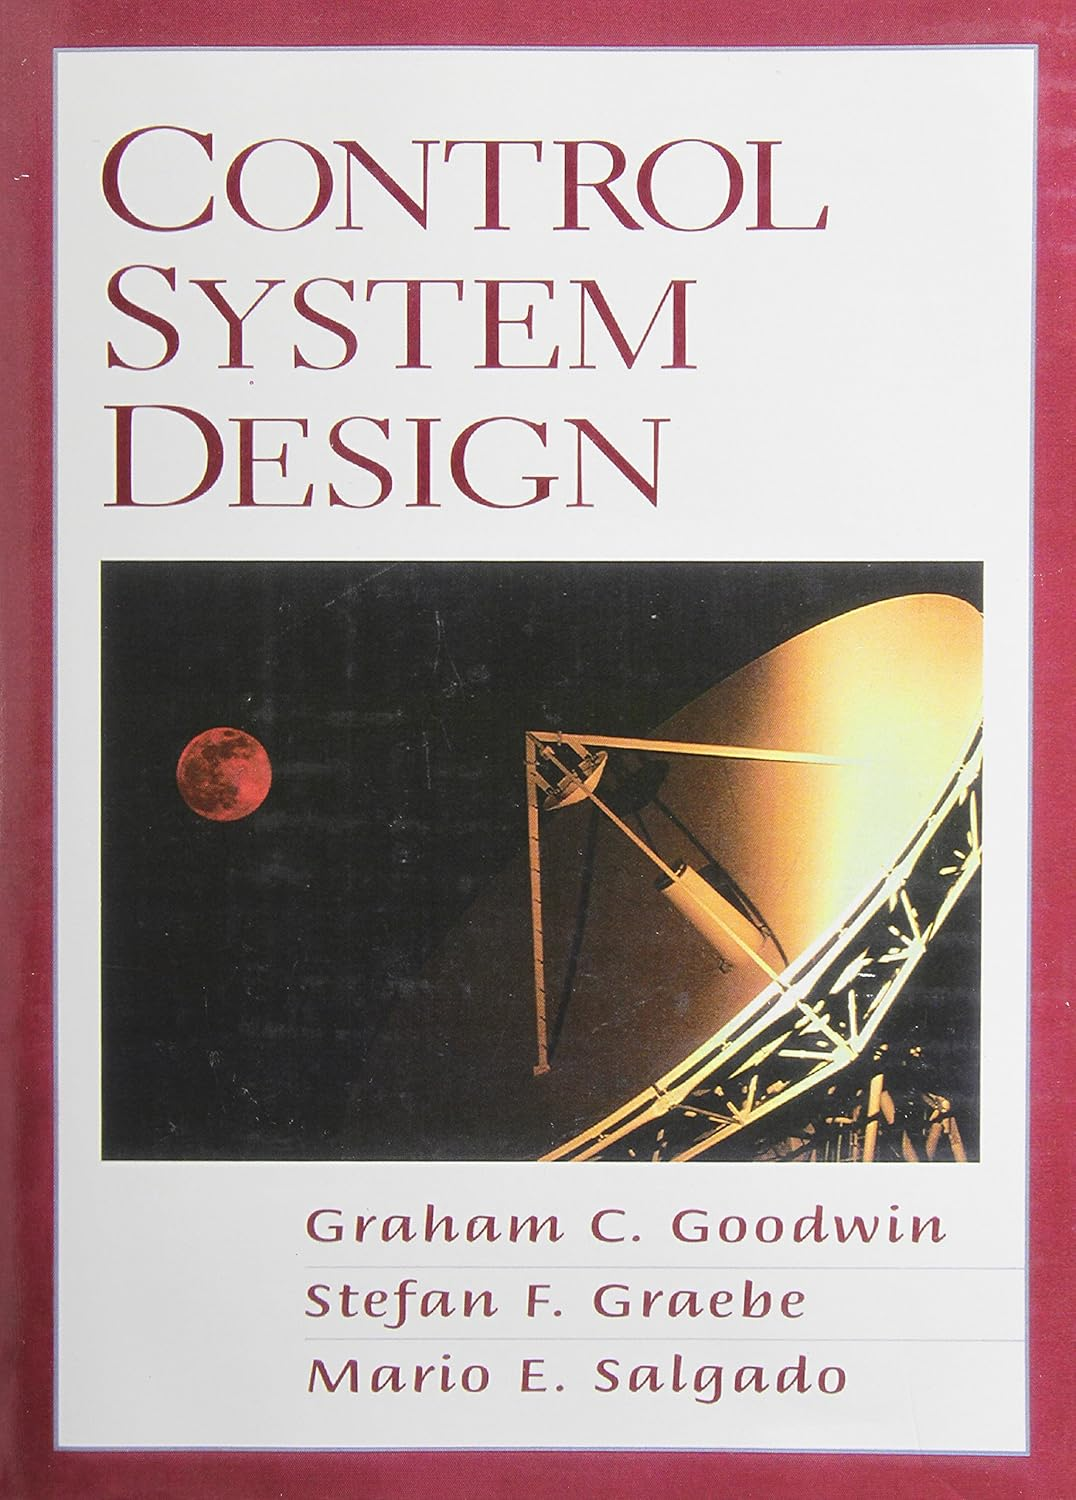 CONTROL
SYSTEM
DESIGN
Graham C. Goodwin
Stefan F. Graebe
Mario E. Salgado